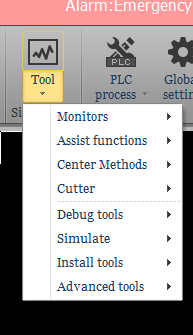 Alarm:Emergency
PLC
Tool
PLC
process
Globa
settin
Si
Monitors
Assist functions
Center Methods
Cutter
Debug tools
Simulate
Install tools
Advanced tools